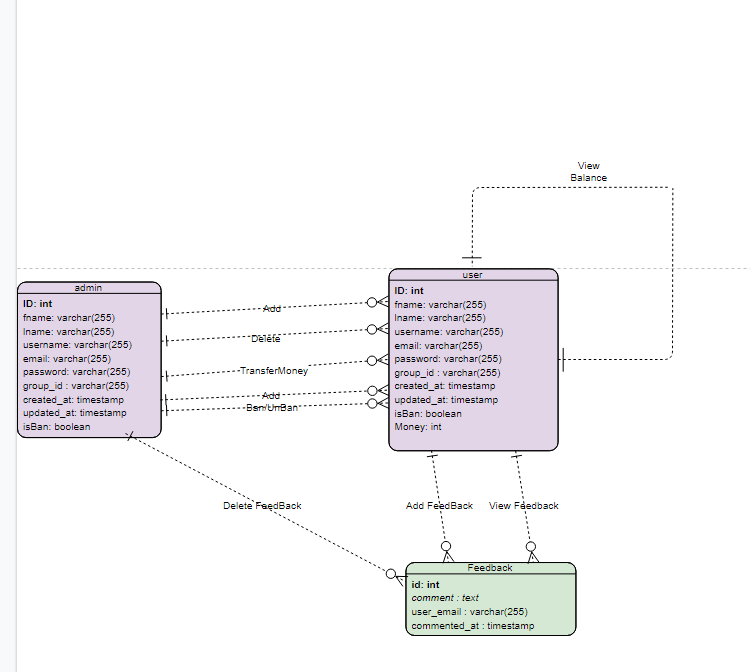 View
Balance
admin
ID: int
fname: varchar(255)
lname: varchar(255)
username: varchar(255)
email: varchar(255)
password: varchar(255)
group_id : varchar(255)
created_at: timestamp
updated_at: timestamp
isBan: boolean
Add
Delete
TransferMoney
Add
Ban/UnBan
user
ID: int
fname: varchar(255)
lname: varchar(255)
username: varchar(255)
email: varchar(255)
password: varchar(255)
group_id : varchar(255)
created_at: timestamp
updated_at: timestamp
isBan: boolean
Money: int
Delete FeedBack
Add FeedBack
View Feedback
Feedback
id: int
comment : text
user_email : varchar(255)
commented_at : timestamp